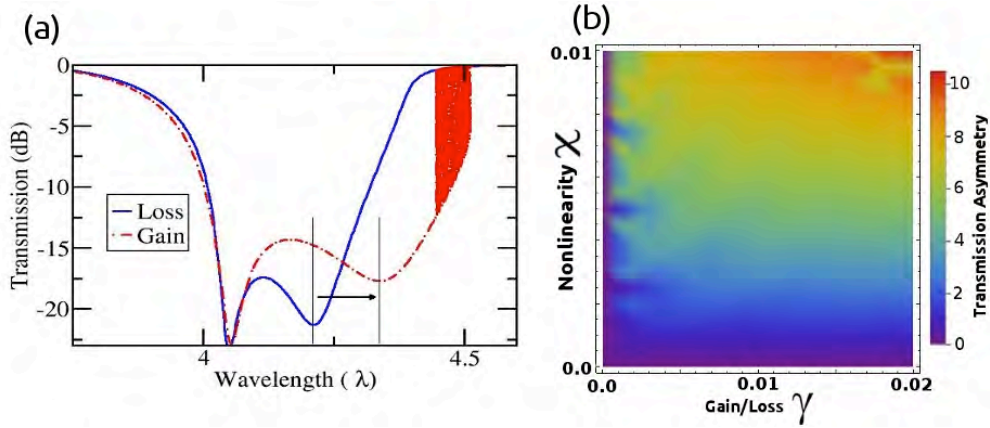 (a)
0
-5
-10
-15
-20
Transmission (dB)
Loss
Gain
4
4.5
Wavelength ( λ)
(b)
0.01
0.0
Nonlinearity χ
0.0
0.01
0.02
Gain/Loss γ
10
8
6
4
2
0
Transmission Asymmetry